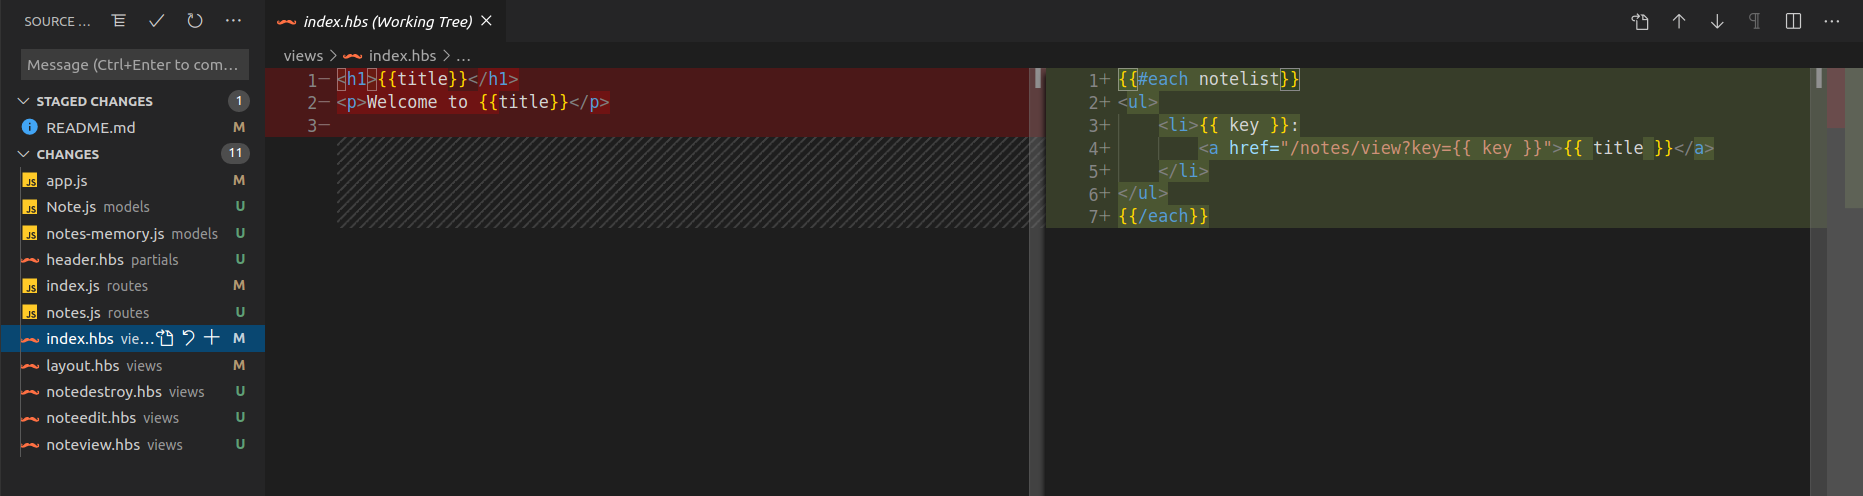 SOURCE ...
Message (Ctrl+Enter to com...
STAGED CHANGES 1
README.md M
CHANGES 11
JS app.js M
JS Note.js models U
JS notes-memory.js models U
header.hbs partials U
JS index.js routes M
JS notes.js routes U
index.hbs vie... M
layout.hbs views M
notedestroy.hbs views U
noteedit.hbs views U
noteview.hbs views U
index.hbs (Working Tree)
views > index.hbs > ...
1− <h1>{{title}}</h1>
2− <p>Welcome to {{title}}</p>
3−
1+ {{#each notelist}}
2+ <ul>
3+ <li>{{ key }}:
4+ <a href="/notes/view?key={{ key }}">{{ title }}</a>
5+ </li>
6+ </ul>
7+ {{/each}}